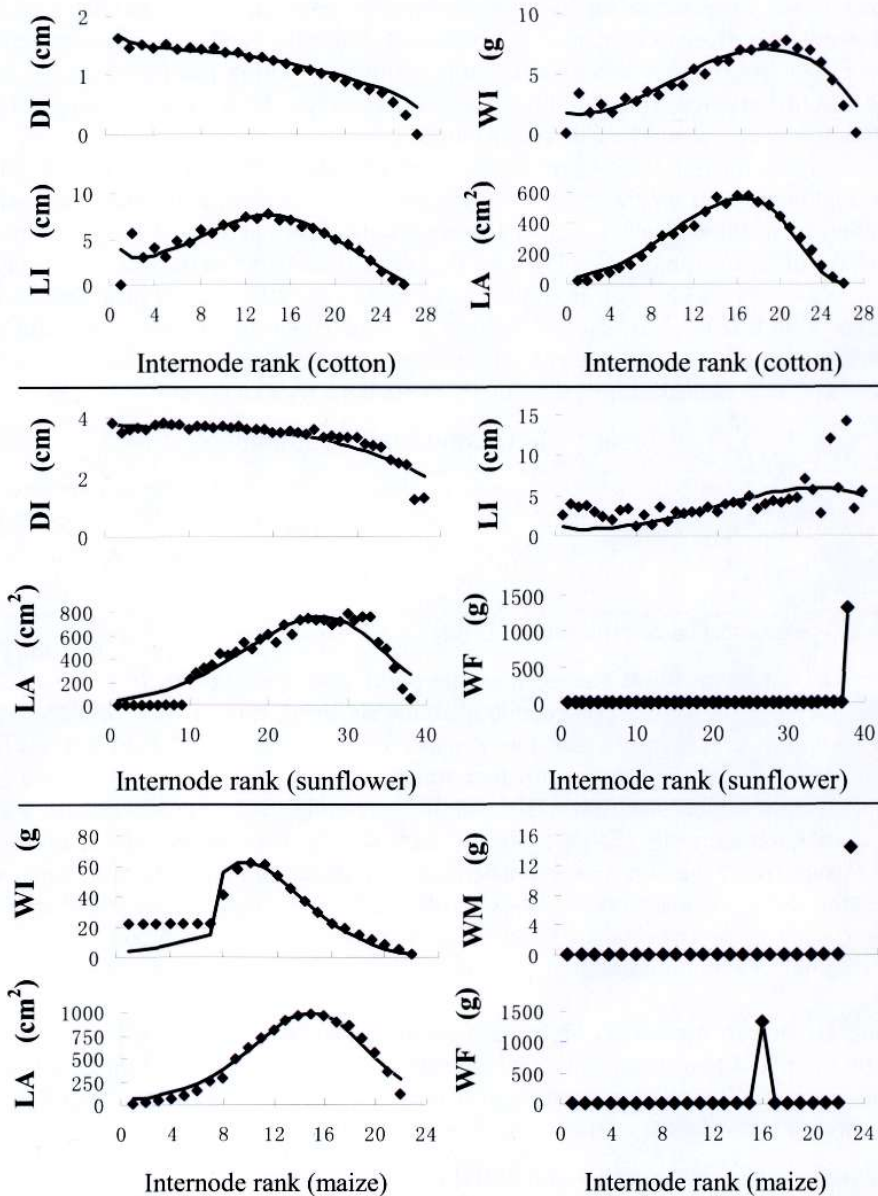 DI (cm)
2
1
0
WI (g
10
5
0
LI (cm)
10
5
0
0 4 8 12 16 20 24 28
LA (cm²)
600
400
200
0
0 4 8 12 16 20 24 28
Internode rank (cotton)
Internode rank (cotton)
DI (cm)
4
2
0
LI (cm)
15
10
5
0
LA (cm²)
800
600
400
200
0
0 10 20 30 40
WF (g)
1500
1000
500
0
0 10 20 30 40
Internode rank (sunflower)
Internode rank (sunflower)
WI (g
80
60
40
20
0
WM (g)
16
12
8
4
0
LA (cm²)
1000
750
500
250
0
0 4 8 12 16 20 24
WF (g)
1500
1000
500
0
0 4 8 12 16 20 24
Internode rank (maize)
Internode rank (maize)